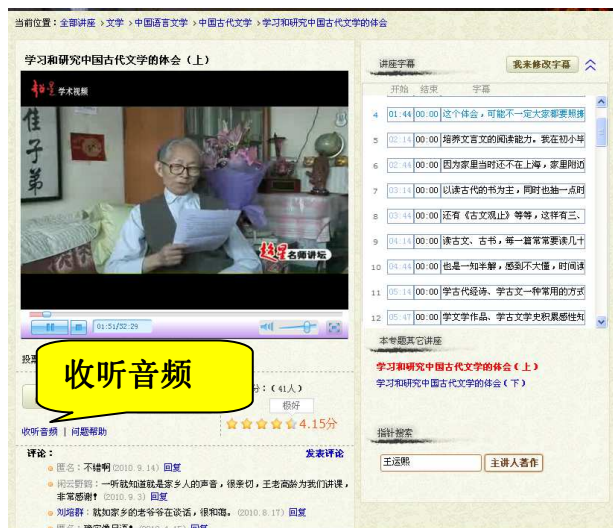 当前位置：全部讲座 >文学 >中国语言文学 >中国古代文学 >学习和研究中国古代文学的体会
学习和研究中国古代文学的体会（上）
超星 学术视频
佳子弟
超星 名师讲坛
01:51/52:29
收听音频
(41人)
极好
4.15分
收听音频 | 问题帮助
评论：
发表评论
匿名：不错啊(2010.9.14) 回复
闲云野鹤：一听就知道就是家乡人的声音，很亲切，王老高龄为我们讲课，
非常感谢！(2010.9.3) 回复
刘培群：就如家乡的老爷爷在谈话，很和蔼。(2010.8.17) 回复
讲座字幕
我来修改字幕
开始 结束 字幕
4 01:44 00:00 这个体会，可能不一定大家都要照搬
5 02:14 00:00 培养文言文的阅读能力。我在初小毕
6 02:44 00:00 因为家里当时还不在上海，家里附近
7 03:14 00:00 以读古代的书为主，同时也抽一点时
8 03:44 00:00 还有《古文观止》等等，这样有三、
9 04:14 00:00 读古文、古书，每一篇常常要读几十
10 04:44 00:00 也是一知半解，感到不大懂，时间读
11 05:14 00:00 学古代经诗、学古文一种常用的方式
12 05:47 00:00 学文学作品、学古文学史积累感性知
本专题其它讲座
学习和研究中国古代文学的体会（上）
学习和研究中国古代文学的体会（下）
指针搜索
王运熙
主讲人著作